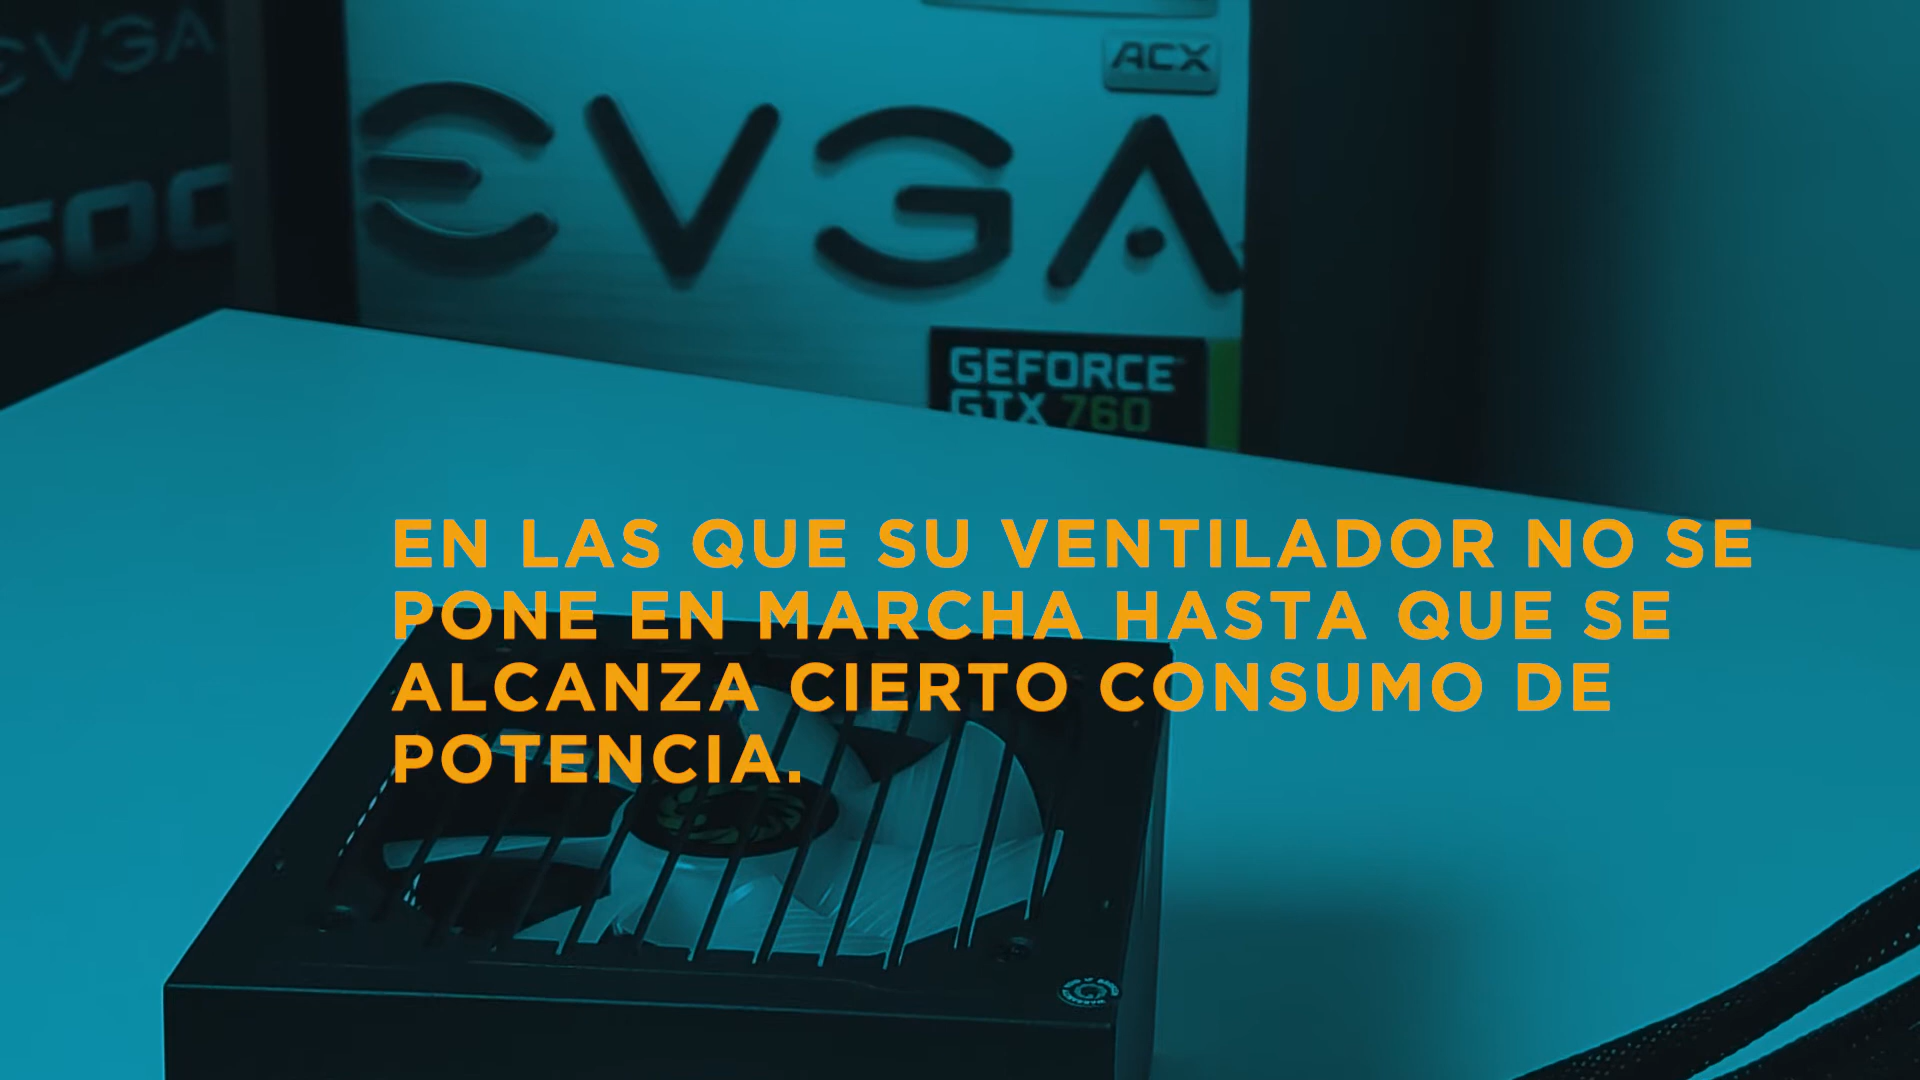 EVGA
500
ACX
EVGA
GEFORCE
GTX 760
EN LAS QUE SU VENTILADOR NO SE
PONE EN MARCHA HASTA QUE SE
ALCANZA CIERTO CONSUMO DE
POTENCIA.